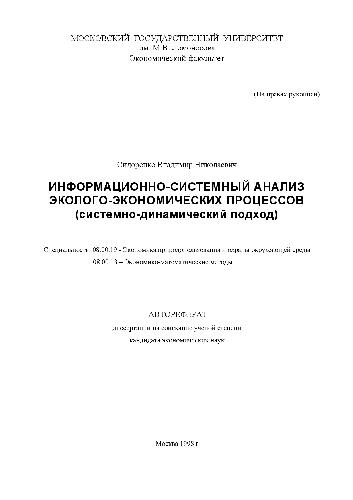 МОСКОВСКИЙ ГОСУДАРСТВЕННЫЙ УНИВЕРСИТЕТ
им. М.В. Ломоносова
Экономический факультет
(На правах рукописи)
Сидоренко Владимир Николаевич
ИНФОРМАЦИОННО-СИСТЕМНЫЙ АНАЛИЗ
ЭКОЛОГО-ЭКОНОМИЧЕСКИХ ПРОЦЕССОВ
(системно-динамический подход)
Специальности: 08.00.19 - Экономика природопользования и охраны окружающей среды
08.00.13 – Экономико-математические методы
АВТОРЕФЕРАТ
диссертации на соискание ученой степени
кандидата экономических наук
Москва 1998 г.